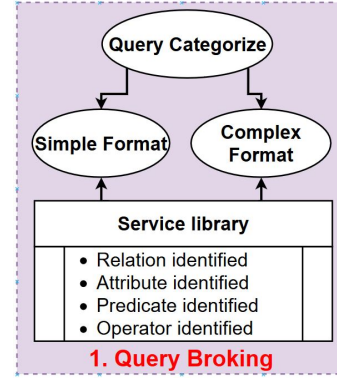 Query Categorize
Simple Format
Complex
Format
Service library
• Relation identified
• Attribute identified
• Predicate identified
• Operator identified
1. Query Broking